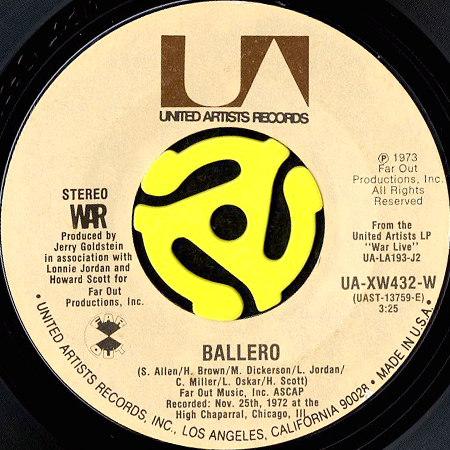 UA
UNITED ARTISTS RECORDS
STEREO
WAR
Produced by
Jerry Goldstein
in association with
Lonnie Jordan and
Howard Scott for
Far Out
Productions, Inc.
℗ 1973
Far Out
Productions, Inc.
All Rights
Reserved
From the
United Artists LP
"War Live"
UA-LA193-J2
UA-XW432-W
(UAST-13759-E)
3:25
FAR
OUT
BALLERO
(S. Allen/H. Brown/M. Dickerson/L. Jordan/
C. Miller/L. Oskar/H. Scott)
Far Out Music, Inc. ASCAP
Recorded: Nov. 25th, 1972 at the
High Chaparral, Chicago, Ill
• UNITED ARTISTS RECORDS, INC., LOS ANGELES, CALIFORNIA 90028 • MADE IN U.S.A. •